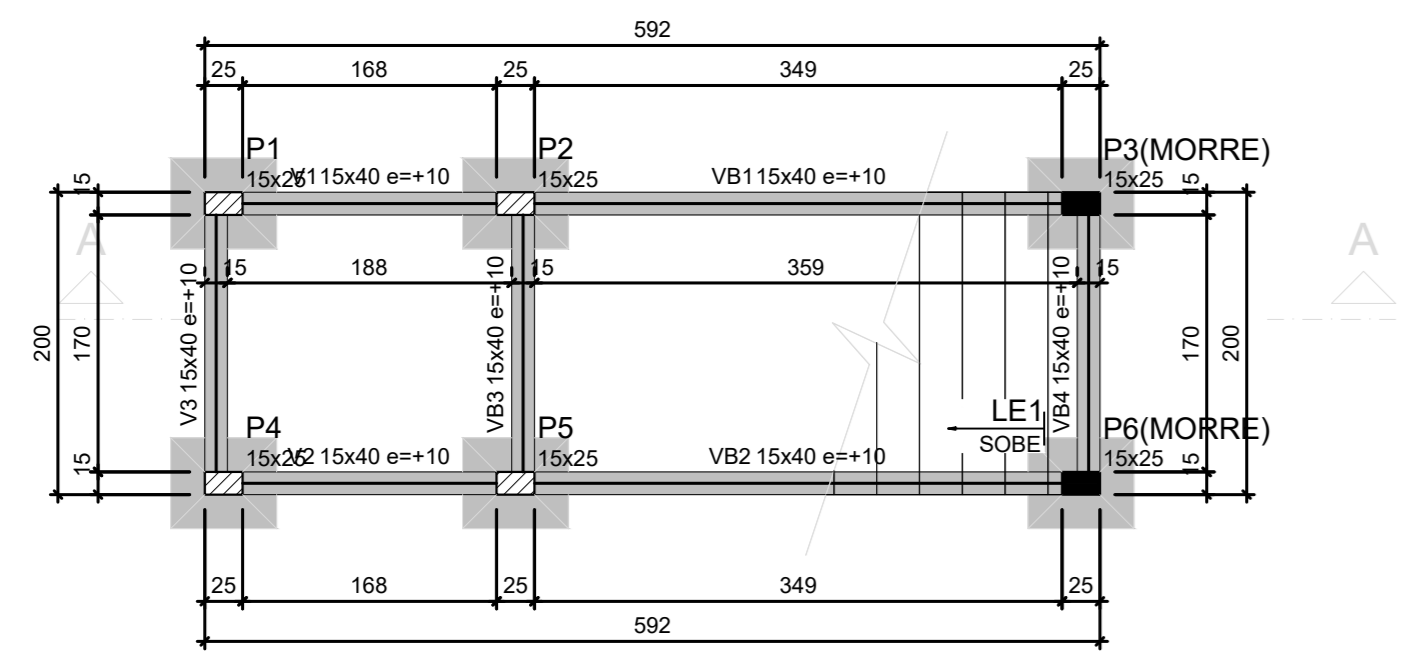 592
25 168 25 349 25
P1 P2 P3(MORRE)
15x25 V1 15x40 e=+10 15x25 VB1 15x40 e=+10 15x25
15 15
A A
15 188 15 359 15
V3 15x40 e=+10 VB3 15x40 e=+10 VB4 15x40 e=+10
200 170 170 200
LE1
SOBE
P4 P5 P6(MORRE)
15x25 V2 15x40 e=+10 15x25 VB2 15x40 e=+10 15x25
15 15
25 168 25 349 25
592